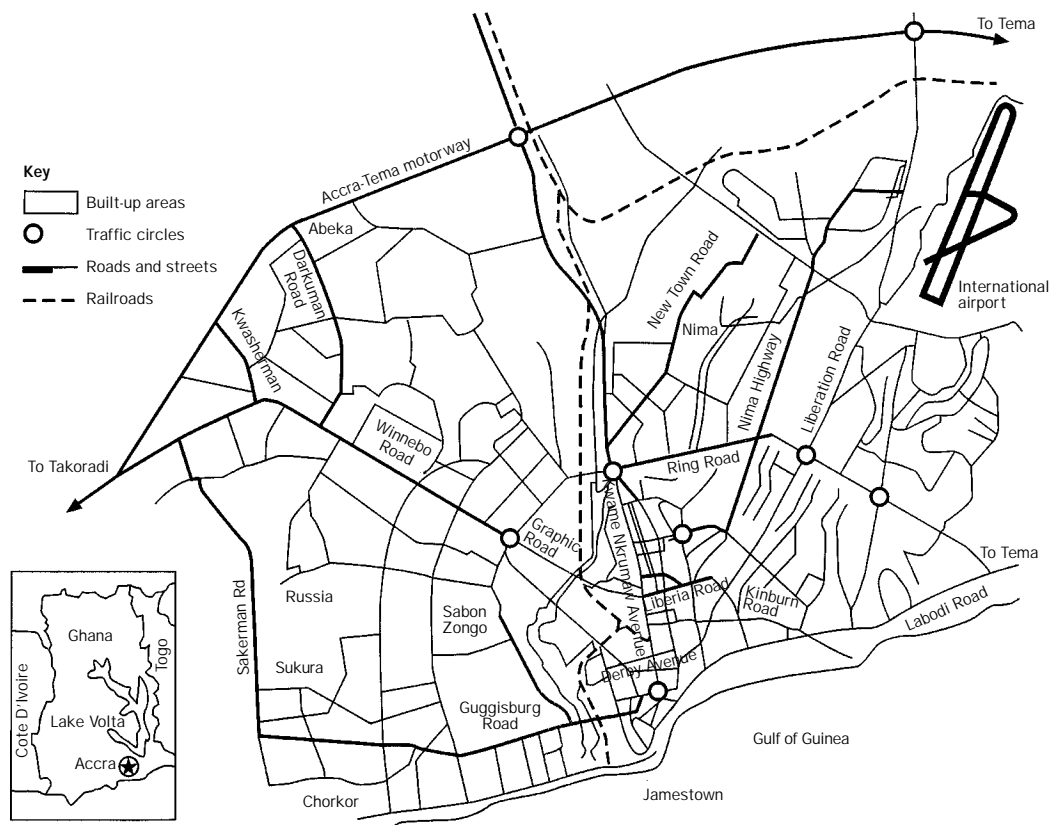 To Tema
Key
Built-up areas
Traffic circles
Roads and streets
Railroads
Accra-Tema motorway
Abeka
Darkuman
Road
Kwasherman
New Town Road
Nima
International
airport
Nima Highway
Liberation Road
Winnebo
Road
Ring Road
To Takoradi
Kwame Nkrumaw Avenue
Graphic
Road
To Tema
Sakerman Rd
Russia
Sabon
Zongo
Liberia Road
Kinburn
Road
Labodi Road
Sukura
Derby Avenue
Guggisburg
Road
Gulf of Guinea
Chorkor
Jamestown
Ghana
Togo
Cote D'Ivoire
Lake Volta
Accra